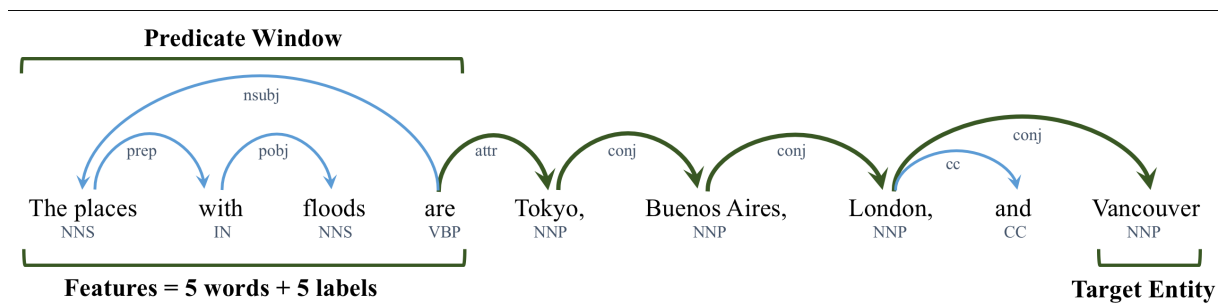 Predicate Window
nsubj
prep pobj attr conj conj cc conj
The places with floods are Tokyo, Buenos Aires, London, and Vancouver
NNS IN NNS VBP NNP NNP NNP CC NNP
Features = 5 words + 5 labels
Target Entity